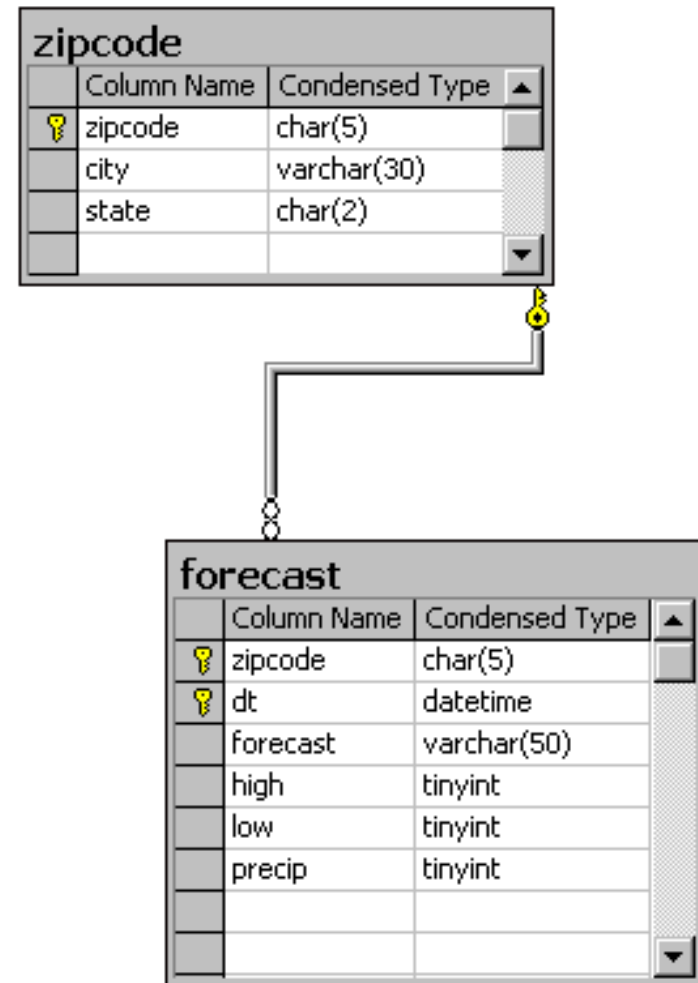 zipcode
Column Name Condensed Type
zipcode char(5)
city varchar(30)
state char(2)
forecast
Column Name Condensed Type
zipcode char(5)
dt datetime
forecast varchar(50)
high tinyint
low tinyint
precip tinyint